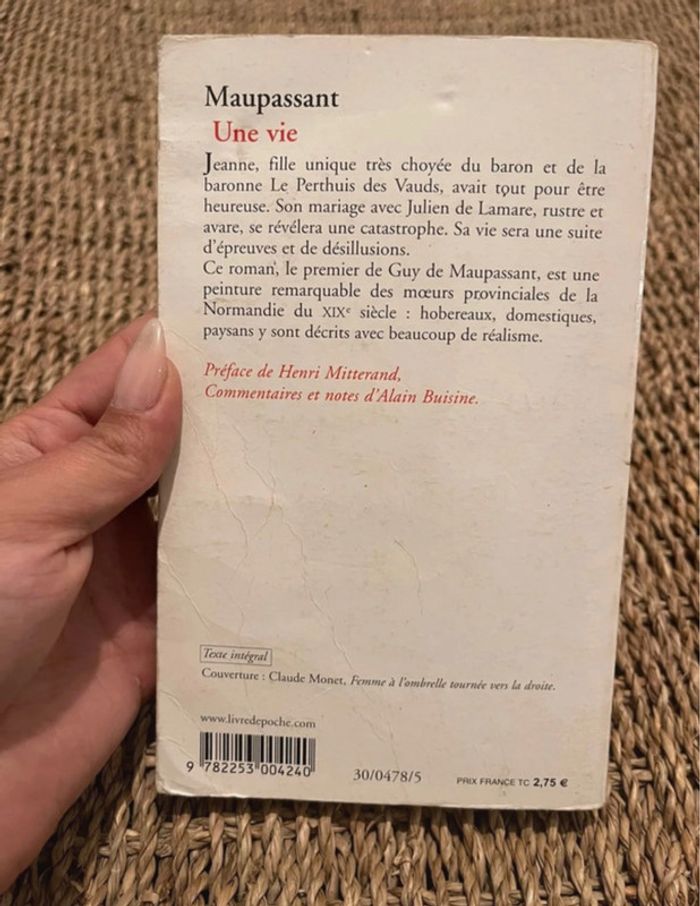 Maupassant
Une vie
Jeanne, fille unique très choyée du baron et de la
baronne Le Perthuis des Vauds, avait tout pour être
heureuse. Son mariage avec Julien de Lamare, rustre et
avare, se révélera une catastrophe. Sa vie sera une suite
d'épreuves et de désillusions.
Ce roman, le premier de Guy de Maupassant, est une
peinture remarquable des mœurs provinciales de la
Normandie du XIXe siècle : hobereaux, domestiques,
paysans y sont décrits avec beaucoup de réalisme.
Préface de Henri Mitterand,
Commentaires et notes d'Alain Buisine.
Texte intégral
Couverture : Claude Monet, Femme à l'ombrelle tournée vers la droite.
www.livredepoche.com
9 782253 004240
30/0478/5
PRIX FRANCE TC 2,75 €